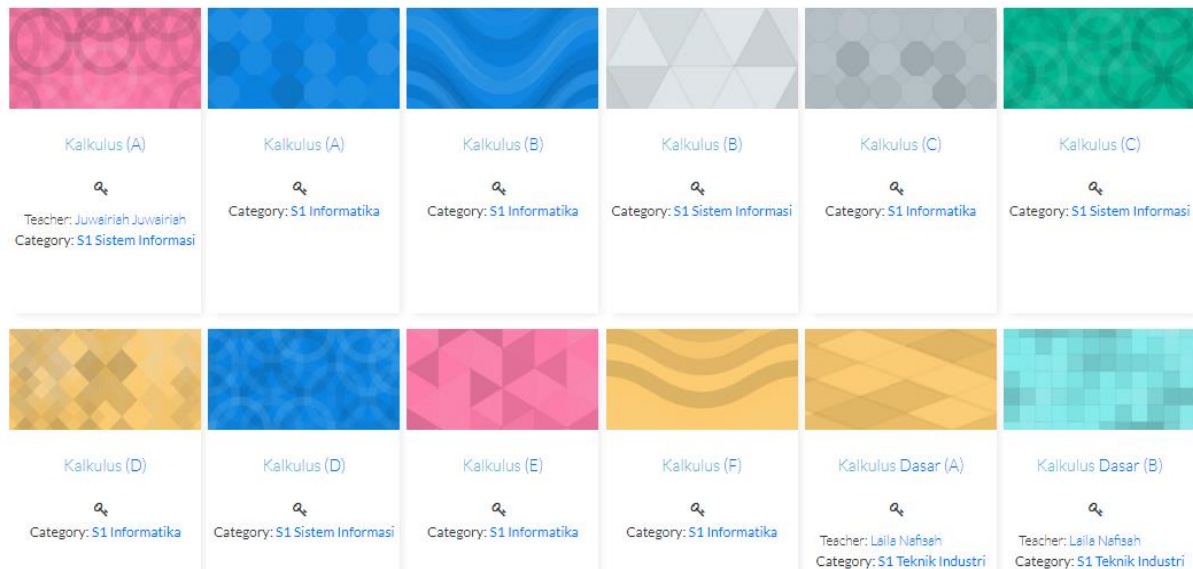 Kalkulus (A)
Teacher: Juwairiah Juwairiah
Category: S1 Sistem Informasi
Kalkulus (A)
Category: S1 Informatika
Kalkulus (B)
Category: S1 Informatika
Kalkulus (B)
Category: S1 Sistem Informasi
Kalkulus (C)
Category: S1 Informatika
Kalkulus (C)
Category: S1 Sistem Informasi
Kalkulus (D)
Category: S1 Informatika
Kalkulus (D)
Category: S1 Sistem Informasi
Kalkulus (E)
Category: S1 Informatika
Kalkulus (F)
Category: S1 Informatika
Kalkulus Dasar (A)
Teacher: Laila Nafisah
Category: S1 Teknik Industri
Kalkulus Dasar (B)
Teacher: Laila Nafisah
Category: S1 Teknik Industri